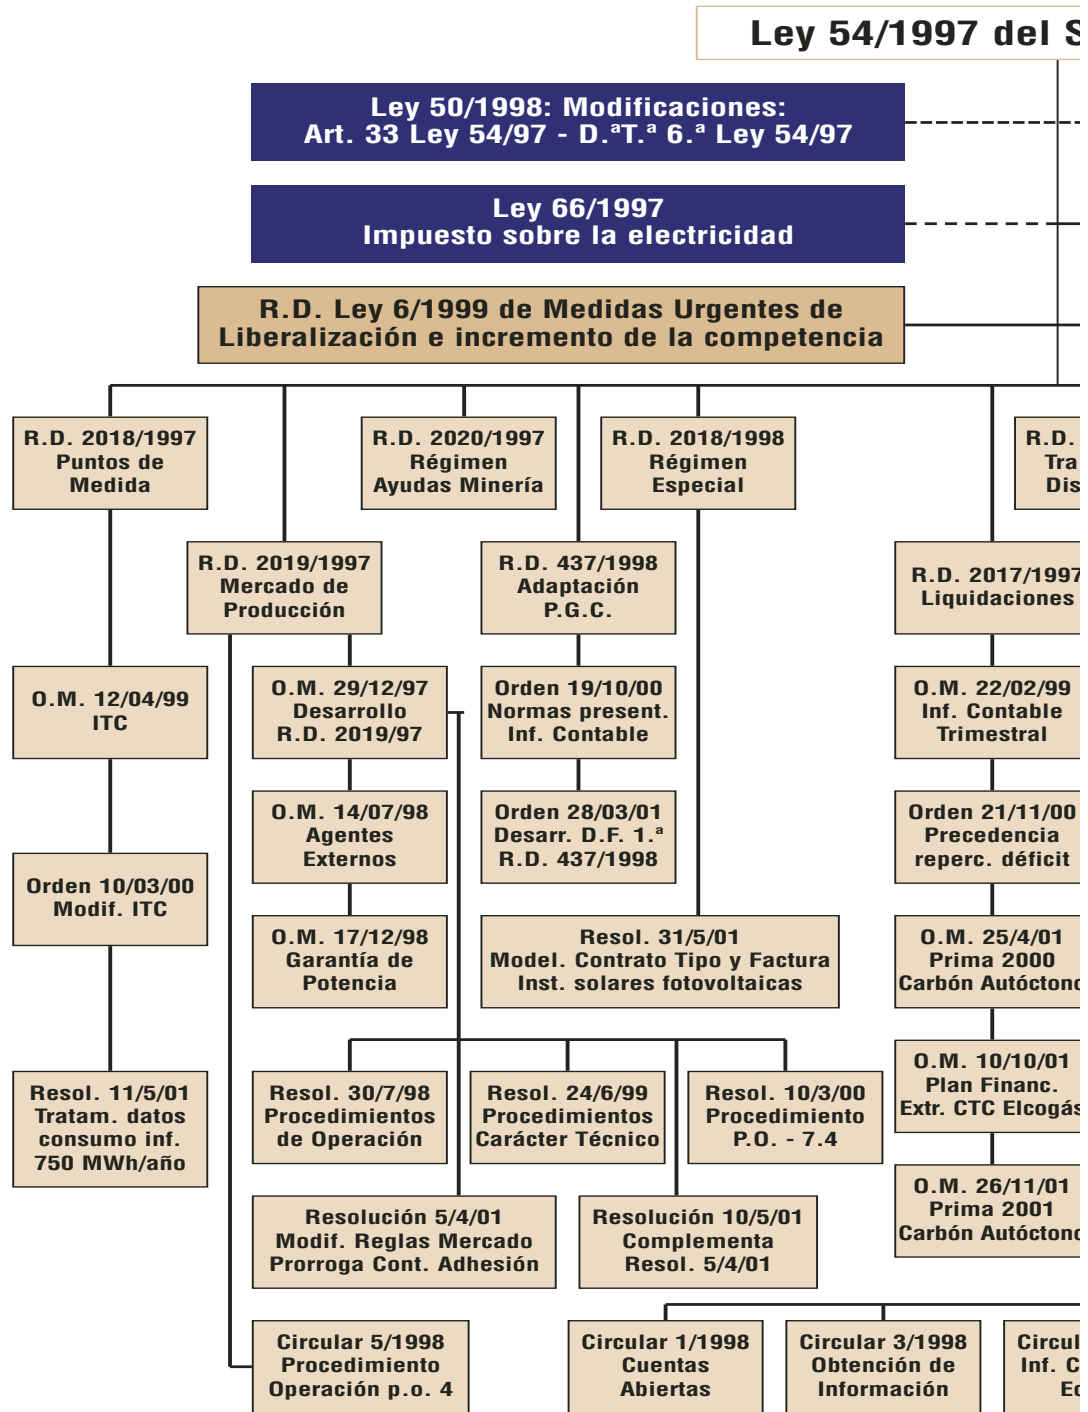 Ley 54/1997 del S
Ley 50/1998: Modificaciones:
Art. 33 Ley 54/97 - D.ªT.ª 6.ª Ley 54/97
Ley 66/1997
Impuesto sobre la electricidad
R.D. Ley 6/1999 de Medidas Urgentes de
Liberalización e incremento de la competencia
R.D. 2018/1997
Puntos de
Medida
R.D. 2020/1997
Régimen
Ayudas Minería
R.D. 2018/1998
Régimen
Especial
R.D.
Tra
Dis
R.D. 2019/1997
Mercado de
Producción
R.D. 437/1998
Adaptación
P.G.C.
R.D. 2017/1997
Liquidaciones
O.M. 12/04/99
ITC
O.M. 29/12/97
Desarrollo
R.D. 2019/97
Orden 19/10/00
Normas present.
Inf. Contable
O.M. 22/02/99
Inf. Contable
Trimestral
O.M. 14/07/98
Agentes
Externos
Orden 28/03/01
Desarr. D.F. 1.ª
R.D. 437/1998
Orden 21/11/00
Precedencia
reperc. déficit
Orden 10/03/00
Modif. ITC
O.M. 17/12/98
Garantía de
Potencia
Resol. 31/5/01
Model. Contrato Tipo y Factura
Inst. solares fotovoltaicas
O.M. 25/4/01
Prima 2000
Carbón Autóctono
O.M. 10/10/01
Plan Financ.
Extr. CTC Elcogás
Resol. 11/5/01
Tratam. datos
consumo inf.
750 MWh/año
Resol. 30/7/98
Procedimientos
de Operación
Resol. 24/6/99
Procedimientos
Carácter Técnico
Resol. 10/3/00
Procedimiento
P.O. - 7.4
O.M. 26/11/01
Prima 2001
Carbón Autóctono
Resolución 5/4/01
Modif. Reglas Mercado
Prorroga Cont. Adhesión
Resolución 10/5/01
Complementa
Resol. 5/4/01
Circular 5/1998
Procedimiento
Operación p.o. 4
Circular 1/1998
Cuentas
Abiertas
Circular 3/1998
Obtención de
Información
Circul
Inf. C
Ec